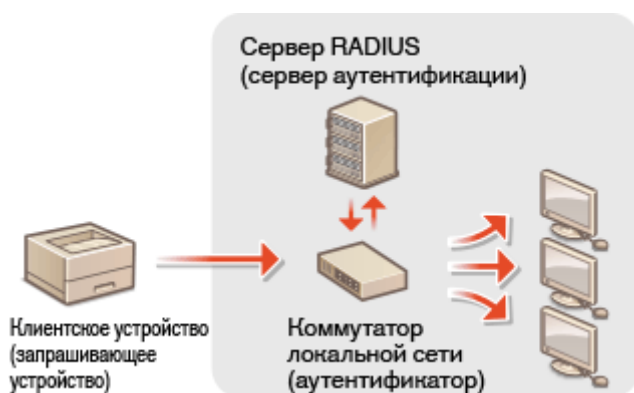 Сервер RADIUS
(сервер аутентификации)
Клиентское устройство
(запрашивающее
устройство)
Коммутатор
локальной сети
(аутентификатор)